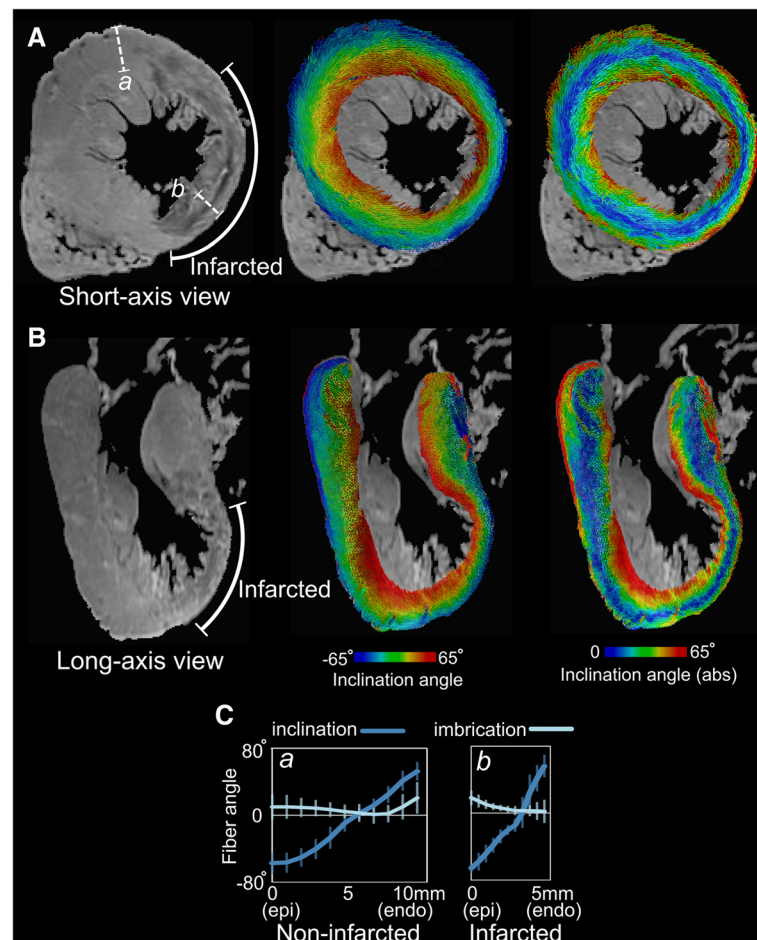 A
a
b
Infarcted
Short-axis view
B
Infarcted
Long-axis view
-65° 65°
Inclination angle
0 65°
Inclination angle (abs)
C
inclination imbrication
80° a b
Fiber angle
0
-80°
0 5 10mm 0 5mm
(epi) (endo) (epi) (endo)
Non-infarcted Infarcted